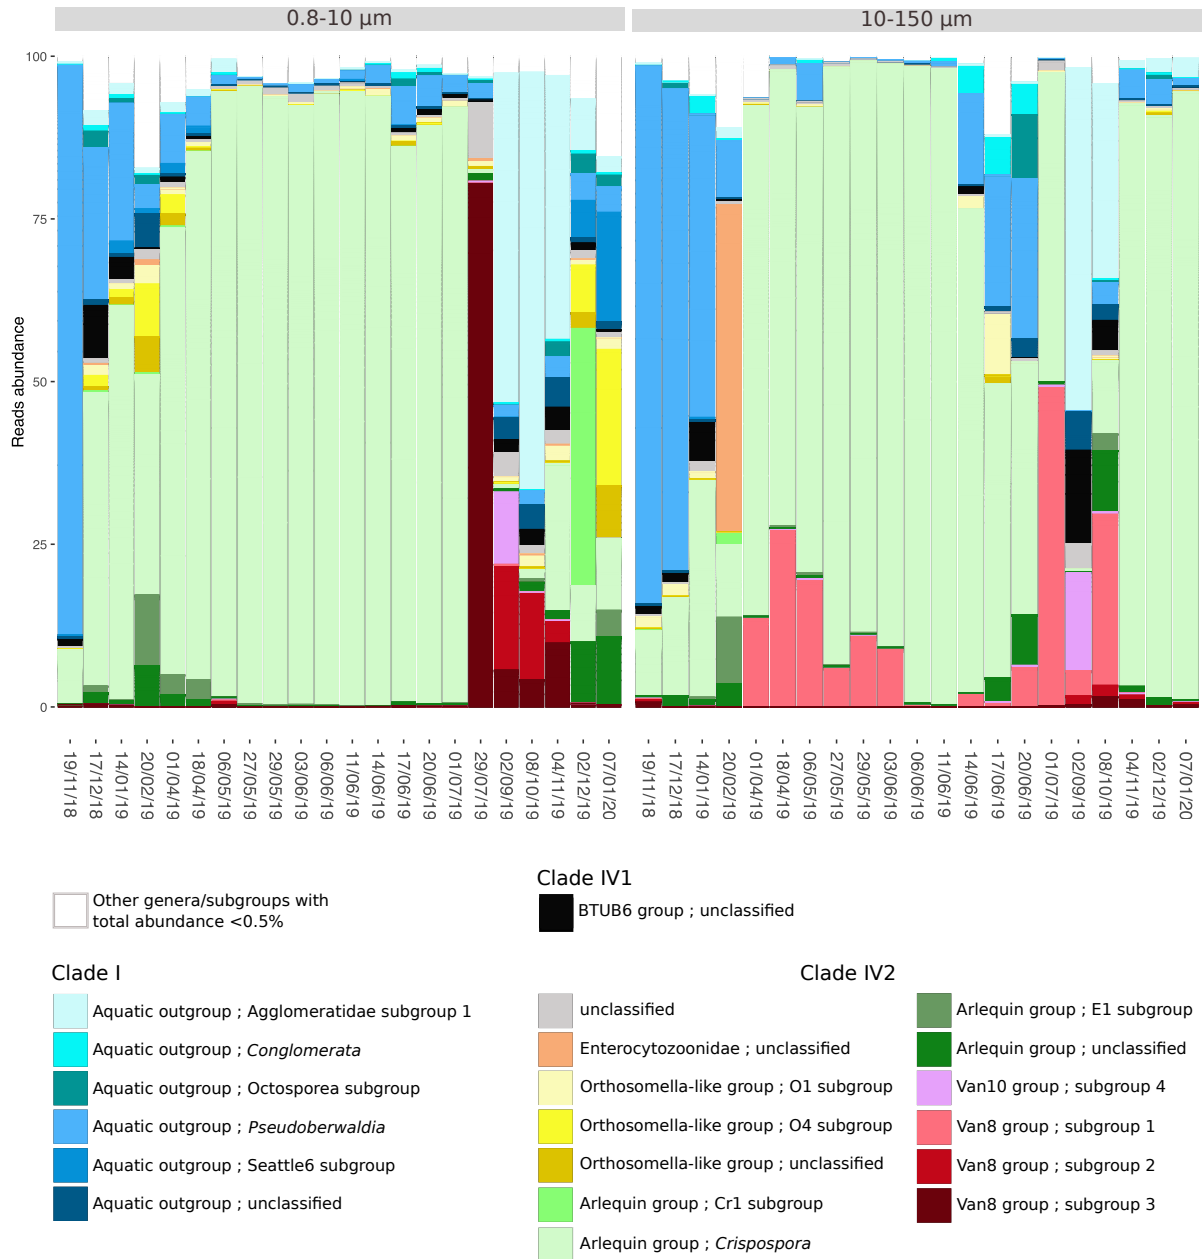 0.8-10 µm
10-150 µm
Reads abundance
100
75
50
25
0
19/11/18
17/12/18
14/01/19
20/02/19
01/04/19
18/04/19
06/05/19
27/05/19
29/05/19
03/06/19
06/06/19
11/06/19
14/06/19
17/06/19
20/06/19
01/07/19
29/07/19
02/09/19
08/10/19
04/11/19
02/12/19
07/01/20
19/11/18
17/12/18
14/01/19
20/02/19
01/04/19
18/04/19
06/05/19
27/05/19
29/05/19
03/06/19
06/06/19
11/06/19
14/06/19
17/06/19
20/06/19
01/07/19
02/09/19
08/10/19
04/11/19
02/12/19
07/01/20
Other genera/subgroups with
total abundance <0.5%
Clade IV1
BTUB6 group ; unclassified
Clade I
Aquatic outgroup ; Agglomeratidae subgroup 1
Aquatic outgroup ; Conglomerata
Aquatic outgroup ; Octosporea subgroup
Aquatic outgroup ; Pseudoberwaldia
Aquatic outgroup ; Seattle6 subgroup
Aquatic outgroup ; unclassified
Clade IV2
unclassified
Enterocytozoonidae ; unclassified
Orthosomella-like group ; O1 subgroup
Orthosomella-like group ; O4 subgroup
Orthosomella-like group ; unclassified
Arlequin group ; Cr1 subgroup
Arlequin group ; Crispospora
Arlequin group ; E1 subgroup
Arlequin group ; unclassified
Van10 group ; subgroup 4
Van8 group ; subgroup 1
Van8 group ; subgroup 2
Van8 group ; subgroup 3